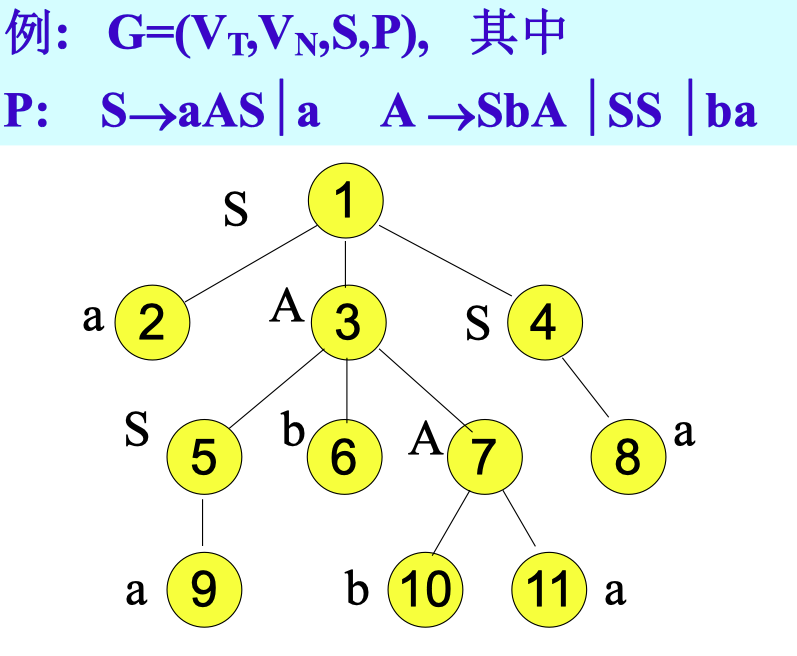 例: G=(V_T,V_N,S,P), 其中
P: S→aAS|a A→SbA |SS |ba
S 1
a 2 A 3 S 4
S 5 b 6 A 7 8 a
a 9 b 10 11 a